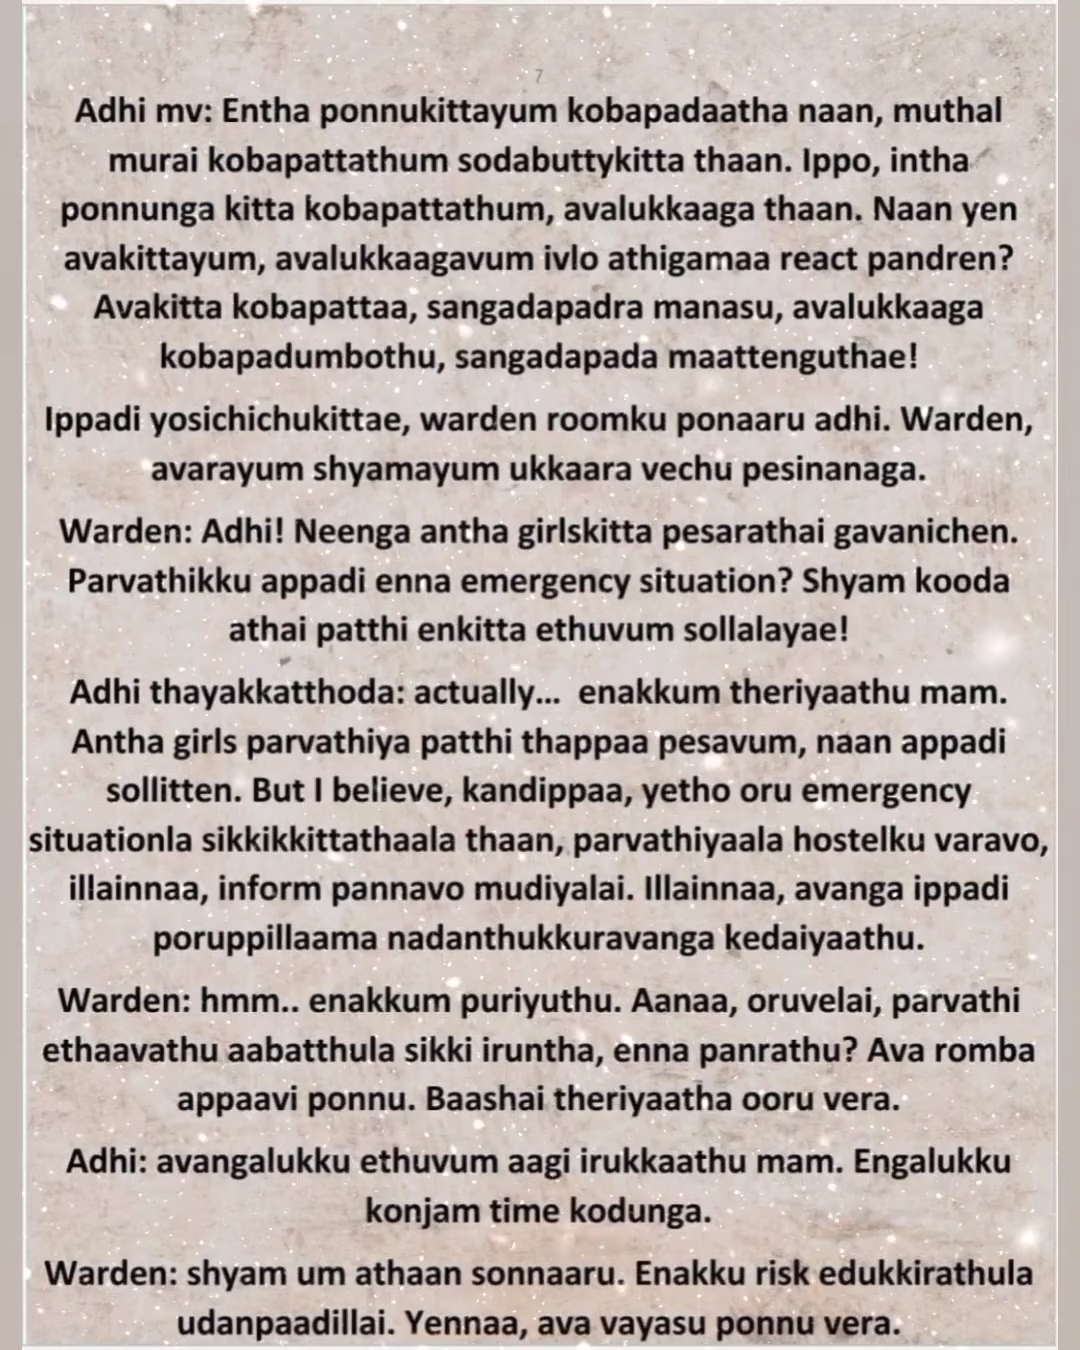 7
Adhi mv: Entha ponnukittayum kobapadaatha naan, muthal
murai kobapattathum sodabuttykitta thaan. Ippo, intha
ponnunga kitta kobapattathum, avalukkaaga thaan. Naan yen
avakittayum, avalukkaagavum ivlo athigamaa react pandren?
Avakitta kobapattaa, sangadapadra manasu, avalukkaaga
kobapadumbothu, sangadapada maattenguthae!
Ippadi yosichichukittae, warden roomku ponaaru adhi. Warden,
avarayum shyamayum ukkaara vechu pesinanaga.
Warden: Adhi! Neenga antha girlskitta pesarathai gavanichen.
Parvathikku appadi enna emergency situation? Shyam kooda
athai patthi enkitta ethuvum sollalayae!
Adhi thayakkatthoda: actually... enakkum theriyaathu mam.
Antha girls parvathiya patthi thappaa pesavum, naan appadi
sollitten. But I believe, kandippaa, yetho oru emergency
situationla sikkikkittathaala thaan, parvathiyaala hostelku varavo,
illainnaa, inform pannavo mudiyalai. Illainnaa, avanga ippadi
poruppillaama nadanthukkuravanga kedaiyaathu.
Warden: hmm.. enakkum puriyuthu. Aanaa, oruvelai, parvathi
ethaavathu aabatthula sikki iruntha, enna panrathu? Ava romba
appaavi ponnu. Baashai theriyaatha ooru vera.
Adhi: avangalukku ethuvum aagi irukkaathu mam. Engalukku
konjam time kodunga.
Warden: shyam um athaan sonnaaru. Enakku risk edukkirathula
udanpaadillai. Yennaa, ava vayasu ponnu vera.